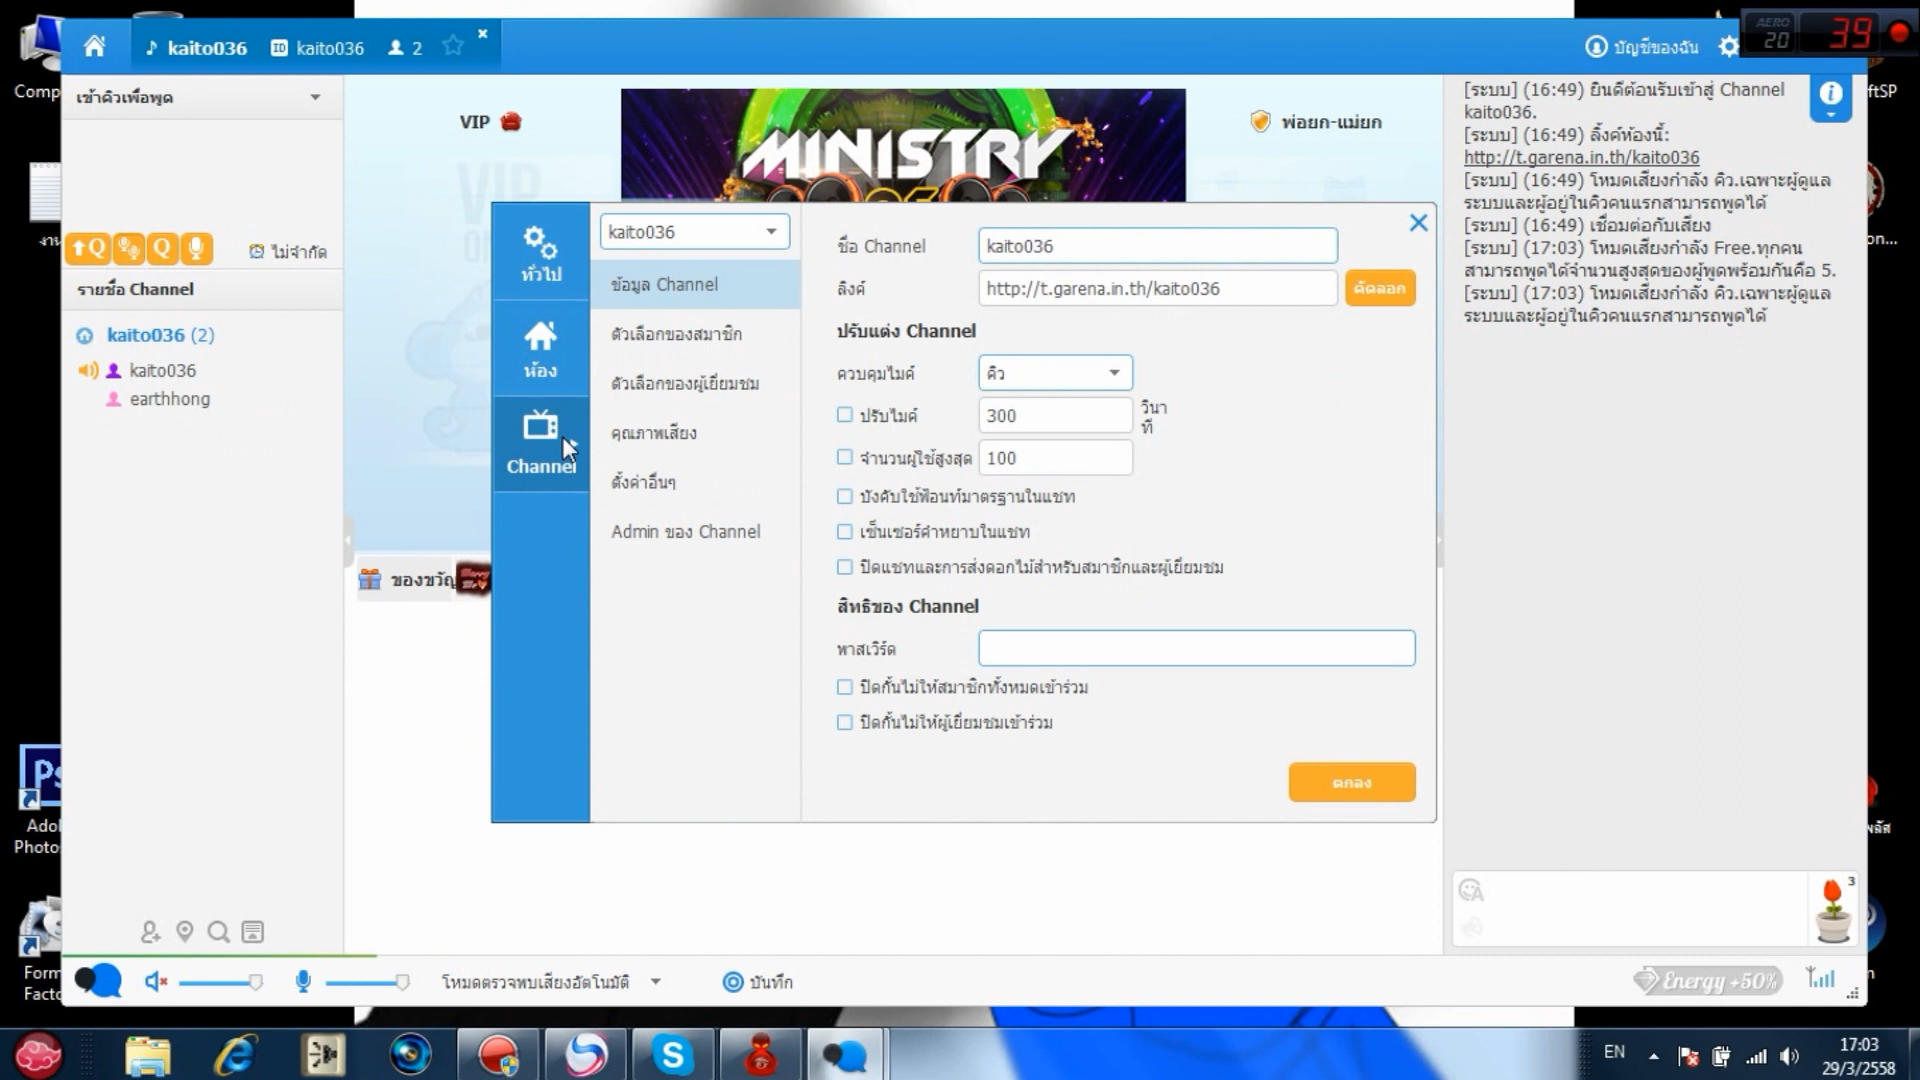 kaito036
ID kaito036
2
บัญชีของฉัน
AERO
20
39
Comp
เข้าคิวเพื่อพูด
ไม่จำกัด
รายชื่อ Channel
kaito036 (2)
kaito036
earthhong
VIP
MINISTRY
พ่อยก-แม่ยก
VIP
ของขวัญ
ทั่วไป
ห้อง
Channel
kaito036
ข้อมูล Channel
ตัวเลือกของสมาชิก
ตัวเลือกของผู้เยี่ยมชม
คุณภาพเสียง
ตั้งค่าอื่นๆ
Admin ของ Channel
ชื่อ Channel
kaito036
ลิงค์
http://t.garena.in.th/kaito036
คัดลอก
ปรับแต่ง Channel
ควบคุมไมค์
คิว
ปรับไมค์
300
วินา
ที
จำนวนผู้ใช้สูงสุด
100
บังคับใช้ฟ้อนท์มาตรฐานในแชท
เซ็นเซอร์คำหยาบในแชท
ปิดแชทและการส่งดอกไม้สำหรับสมาชิกและผู้เยี่ยมชม
สิทธิของ Channel
พาสเวิร์ด
ปิดกั้นไม่ให้สมาชิกทั้งหมดเข้าร่วม
ปิดกั้นไม่ให้ผู้เยี่ยมชมเข้าร่วม
ตกลง
[ระบบ] (16:49) ยินดีต้อนรับเข้าสู่ Channel
kaito036.
[ระบบ] (16:49) ลิ้งค์ห้องนี้:
http://t.garena.in.th/kaito036
[ระบบ] (16:49) โหมดเสียงกำลัง คิว.เฉพาะผู้ดูแล
ระบบและผู้อยู่ในคิวคนแรกสามารถพูดได้
[ระบบ] (16:49) เชื่อมต่อกับเสียง
[ระบบ] (17:03) โหมดเสียงกำลัง Free.ทุกคน
สามารถพูดได้จำนวนสูงสุดของผู้พูดพร้อมกันคือ 5.
[ระบบ] (17:03) โหมดเสียงกำลัง คิว.เฉพาะผู้ดูแล
ระบบและผู้อยู่ในคิวคนแรกสามารถพูดได้
ftSP
on...
3
โหมดตรวจพบเสียงอัตโนมัติ
บันทึก
Energy +50%
Ps
Adol
Photo
Form
Facto
EN
17:03
29/3/2558